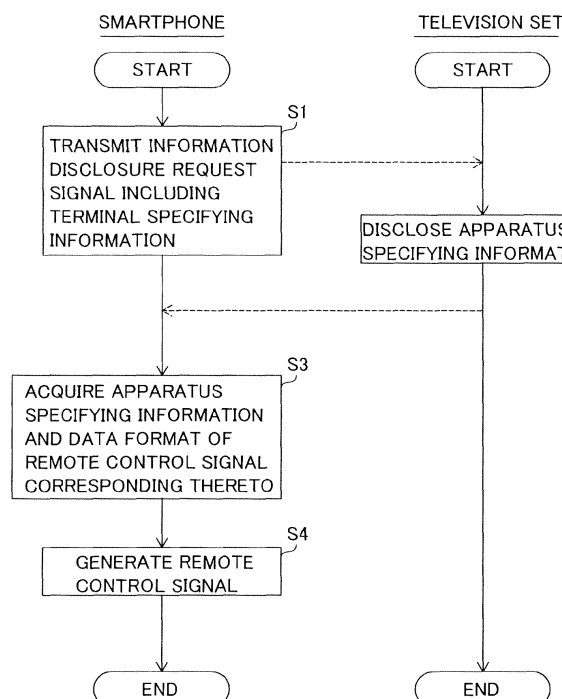 SMARTPHONE
TELEVISION SET
START
START
S1
TRANSMIT INFORMATION
DISCLOSURE REQUEST
SIGNAL INCLUDING
TERMINAL SPECIFYING
INFORMATION
DISCLOSE APPARATUS
SPECIFYING INFORMAT
S3
ACQUIRE APPARATUS
SPECIFYING INFORMATION
AND DATA FORMAT OF
REMOTE CONTROL SIGNAL
CORRESPONDING THERETO
S4
GENERATE REMOTE
CONTROL SIGNAL
END
END